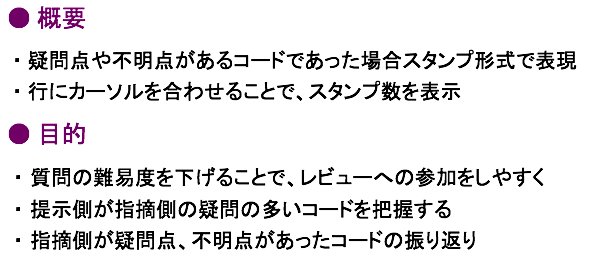 ● 概要
・疑問点や不明点があるコードであった場合スタンプ形式で表現
・行にカーソルを合わせることで、スタンプ数を表示
● 目的
・質問の難易度を下げることで、レビューへの参加をしやすく
・提示側が指摘側の疑問の多いコードを把握する
・指摘側が疑問点、不明点があったコードの振り返り